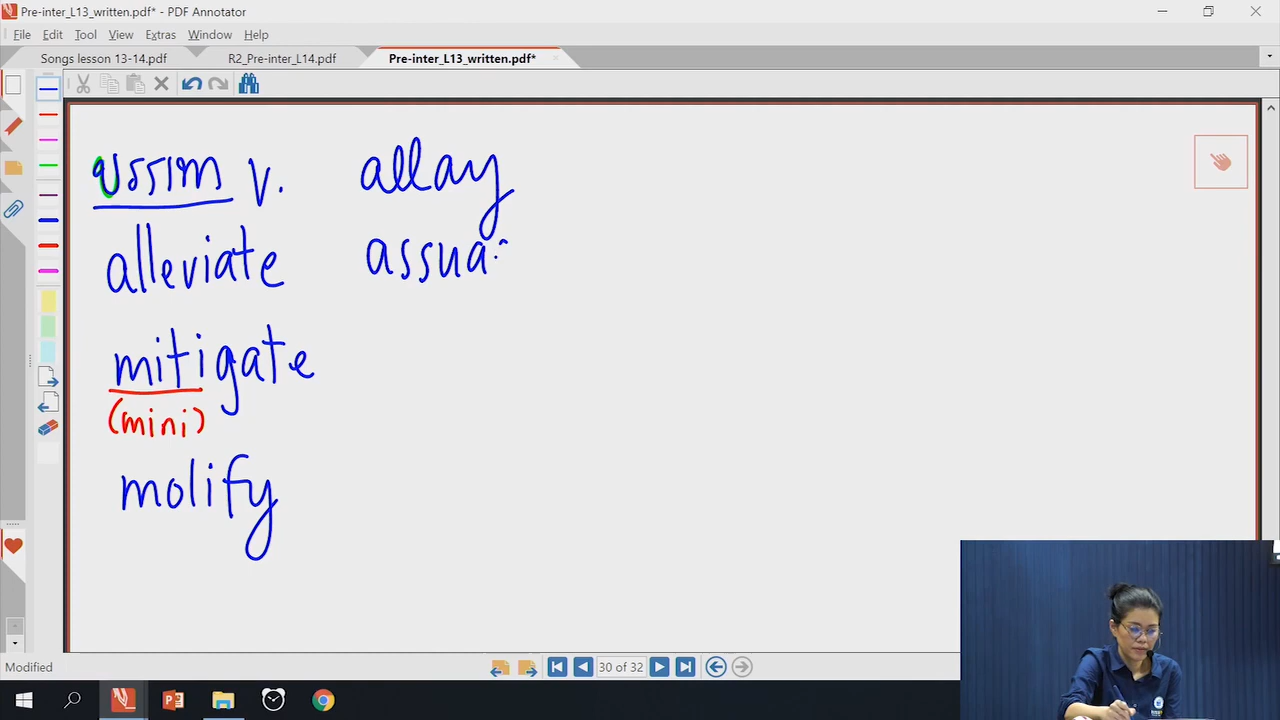 Pre-inter_L13_written.pdf* - PDF Annotator
File Edit Tool View Extras Window Help
Songs lesson 13-14.pdf R2_Pre-inter_L14.pdf Pre-inter_L13_written.pdf*
บรรเทา v. allay
alleviate assua
mitigate
(mini)
molify
Modified 30 of 32